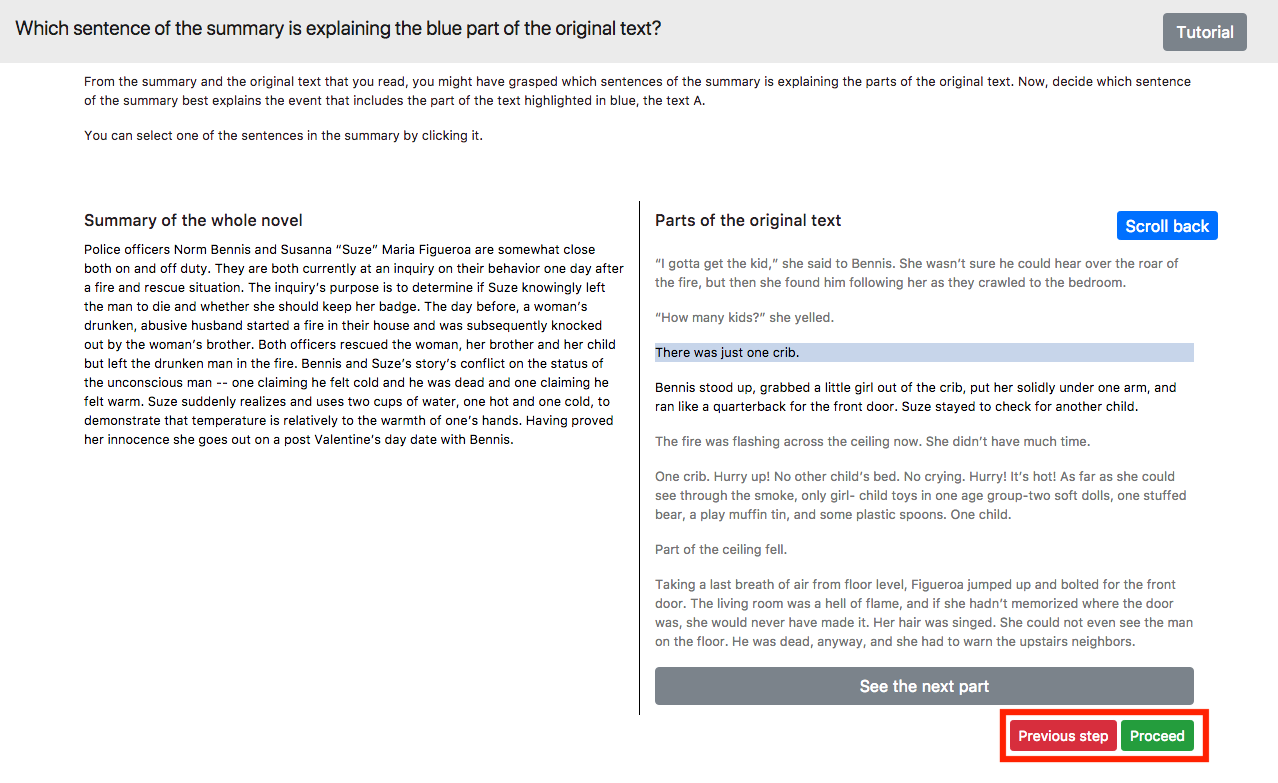 Which sentence of the summary is explaining the blue part of the original text?
Tutorial
From the summary and the original text that you read, you might have grasped which sentences of the summary is explaining the parts of the original text. Now, decide which sentence
of the summary best explains the event that includes the part of the text highlighted in blue, the text A.
You can select one of the sentences in the summary by clicking it.
Summary of the whole novel
Police officers Norm Bennis and Susanna “Suze” Maria Figueroa are somewhat close
both on and off duty. They are both currently at an inquiry on their behavior one day after
a fire and rescue situation. The inquiry’s purpose is to determine if Suze knowingly left
the man to die and whether she should keep her badge. The day before, a woman’s
drunken, abusive husband started a fire in their house and was subsequently knocked
out by the woman’s brother. Both officers rescued the woman, her brother and her child
but left the drunken man in the fire. Bennis and Suze’s story’s conflict on the status of
the unconscious man -- one claiming he felt cold and he was dead and one claiming he
felt warm. Suze suddenly realizes and uses two cups of water, one hot and one cold, to
demonstrate that temperature is relatively to the warmth of one’s hands. Having proved
her innocence she goes out on a post Valentine’s day date with Bennis.
Parts of the original text
Scroll back
“I gotta get the kid,” she said to Bennis. She wasn’t sure he could hear over the roar of
the fire, but then she found him following her as they crawled to the bedroom.
“How many kids?” she yelled.
There was just one crib.
Bennis stood up, grabbed a little girl out of the crib, put her solidly under one arm, and
ran like a quarterback for the front door. Suze stayed to check for another child.
The fire was flashing across the ceiling now. She didn’t have much time.
One crib. Hurry up! No other child’s bed. No crying. Hurry! It’s hot! As far as she could
see through the smoke, only girl- child toys in one age group-two soft dolls, one stuffed
bear, a play muffin tin, and some plastic spoons. One child.
Part of the ceiling fell.
Taking a last breath of air from floor level, Figueroa jumped up and bolted for the front
door. The living room was a hell of flame, and if she hadn’t memorized where the door
was, she would never have made it. Her hair was singed. She could not even see the man
on the floor. He was dead, anyway, and she had to warn the upstairs neighbors.
See the next part
Previous step
Proceed